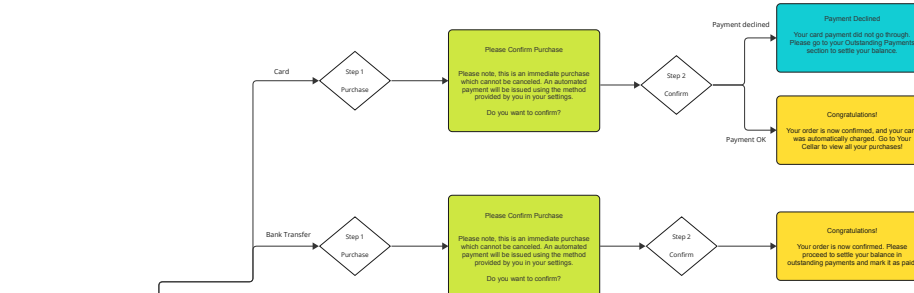 Payment declined
Payment Declined
Your card payment did not go through.
Please go to your Outstanding Payments
section to settle your balance.
Card
Step 1
Purchase
Please Confirm Purchase
Please note, this is an immediate purchase
which cannot be canceled. An automated
payment will be issued using the method
provided by you in your settings.
Do you want to confirm?
Step 2
Confirm
Payment OK
Congratulations!
Your order is now confirmed, and your car
was automatically charged. Go to Your
Cellar to view all your purchases!
Bank Transfer
Step 1
Purchase
Please Confirm Purchase
Please note, this is an immediate purchase
which cannot be canceled. An automated
payment will be issued using the method
provided by you in your settings.
Do you want to confirm?
Step 2
Confirm
Congratulations!
Your order is now confirmed. Please
proceed to settle your balance in
outstanding payments and mark it as paid